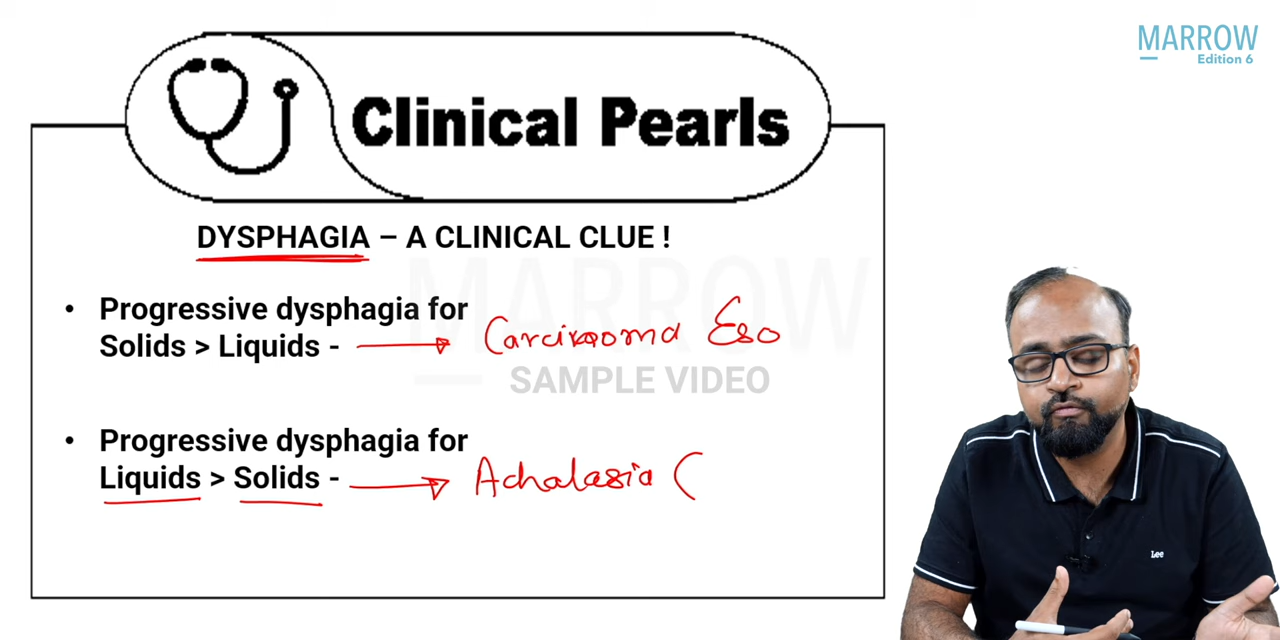 MARROW
Edition 6
Clinical Pearls
DYSPHAGIA – A CLINICAL CLUE !
MARROW
• Progressive dysphagia for
Solids > Liquids - Carcinoma Eso
SAMPLE VIDEO
• Progressive dysphagia for
Liquids > Solids - Achalasia (
Lee